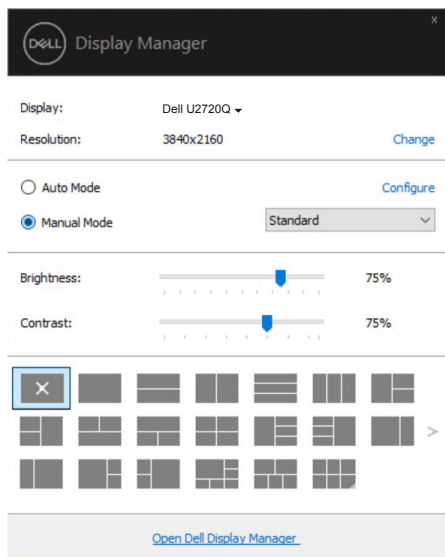 DELL Display Manager
x
Display: Dell U2720Q
Resolution: 3840x2160 Change
Auto Mode Configure
Manual Mode Standard
Brightness: 75%
Contrast: 75%
Open Dell Display Manager